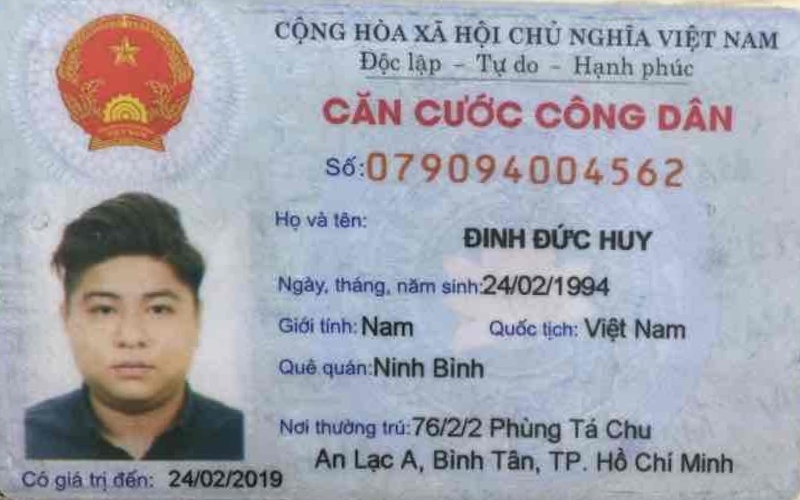 CỘNG HÒA XÃ HỘI CHỦ NGHĨA VIỆT NAM
Độc lập - Tự do - Hạnh phúc
CĂN CƯỚC CÔNG DÂN
Số: 079094004562
Họ và tên:
ĐINH ĐỨC HUY
Ngày, tháng, năm sinh: 24/02/1994
Giới tính: Nam Quốc tịch: Việt Nam
Quê quán: Ninh Bình
Nơi thường trú: 76/2/2 Phùng Tá Chu
An Lạc A, Bình Tân, TP. Hồ Chí Minh
Có giá trị đến: 24/02/2019